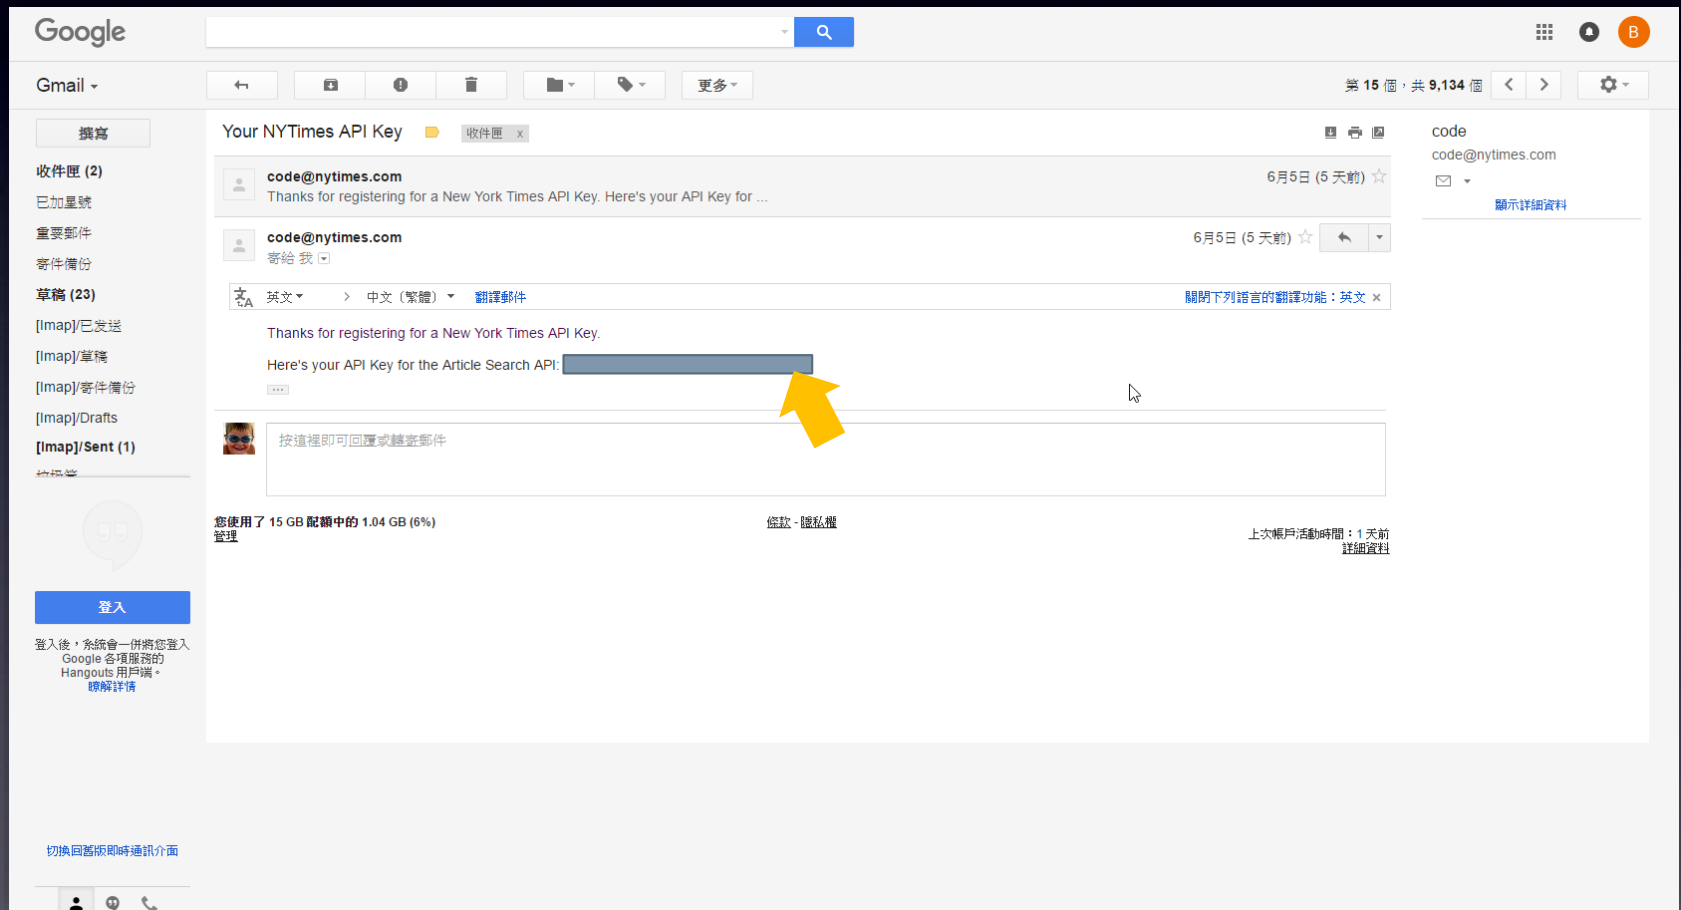 Google
B
Gmail
更多
第 15 個，共 9,134 個
撰寫
收件匣 (2)
已加星號
重要郵件
寄件備份
草稿 (23)
[Imap]/已发送
[Imap]/草稿
[Imap]/寄件備份
[Imap]/Drafts
[Imap]/Sent (1)
登入
登入後，系統會一併將您登入
Google 各項服務的
Hangouts 用戶端。
瞭解詳情
切換回舊版即時通訊介面
Your NYTimes API Key
收件匣 x
code@nytimes.com
6月5日 (5 天前)
Thanks for registering for a New York Times API Key. Here's your API Key for ...
code@nytimes.com
6月5日 (5 天前)
寄給 我
英文 > 中文（繁體） 翻譯郵件
關閉下列語言的翻譯功能：英文 ×
Thanks for registering for a New York Times API Key.
Here's your API Key for the Article Search API:
按這裡即可回覆或轉寄郵件
您使用了 15 GB 配額中的 1.04 GB (6%)
管理
條款 - 隱私權
上次帳戶活動時間：1 天前
詳細資料
code
code@nytimes.com
顯示詳細資料